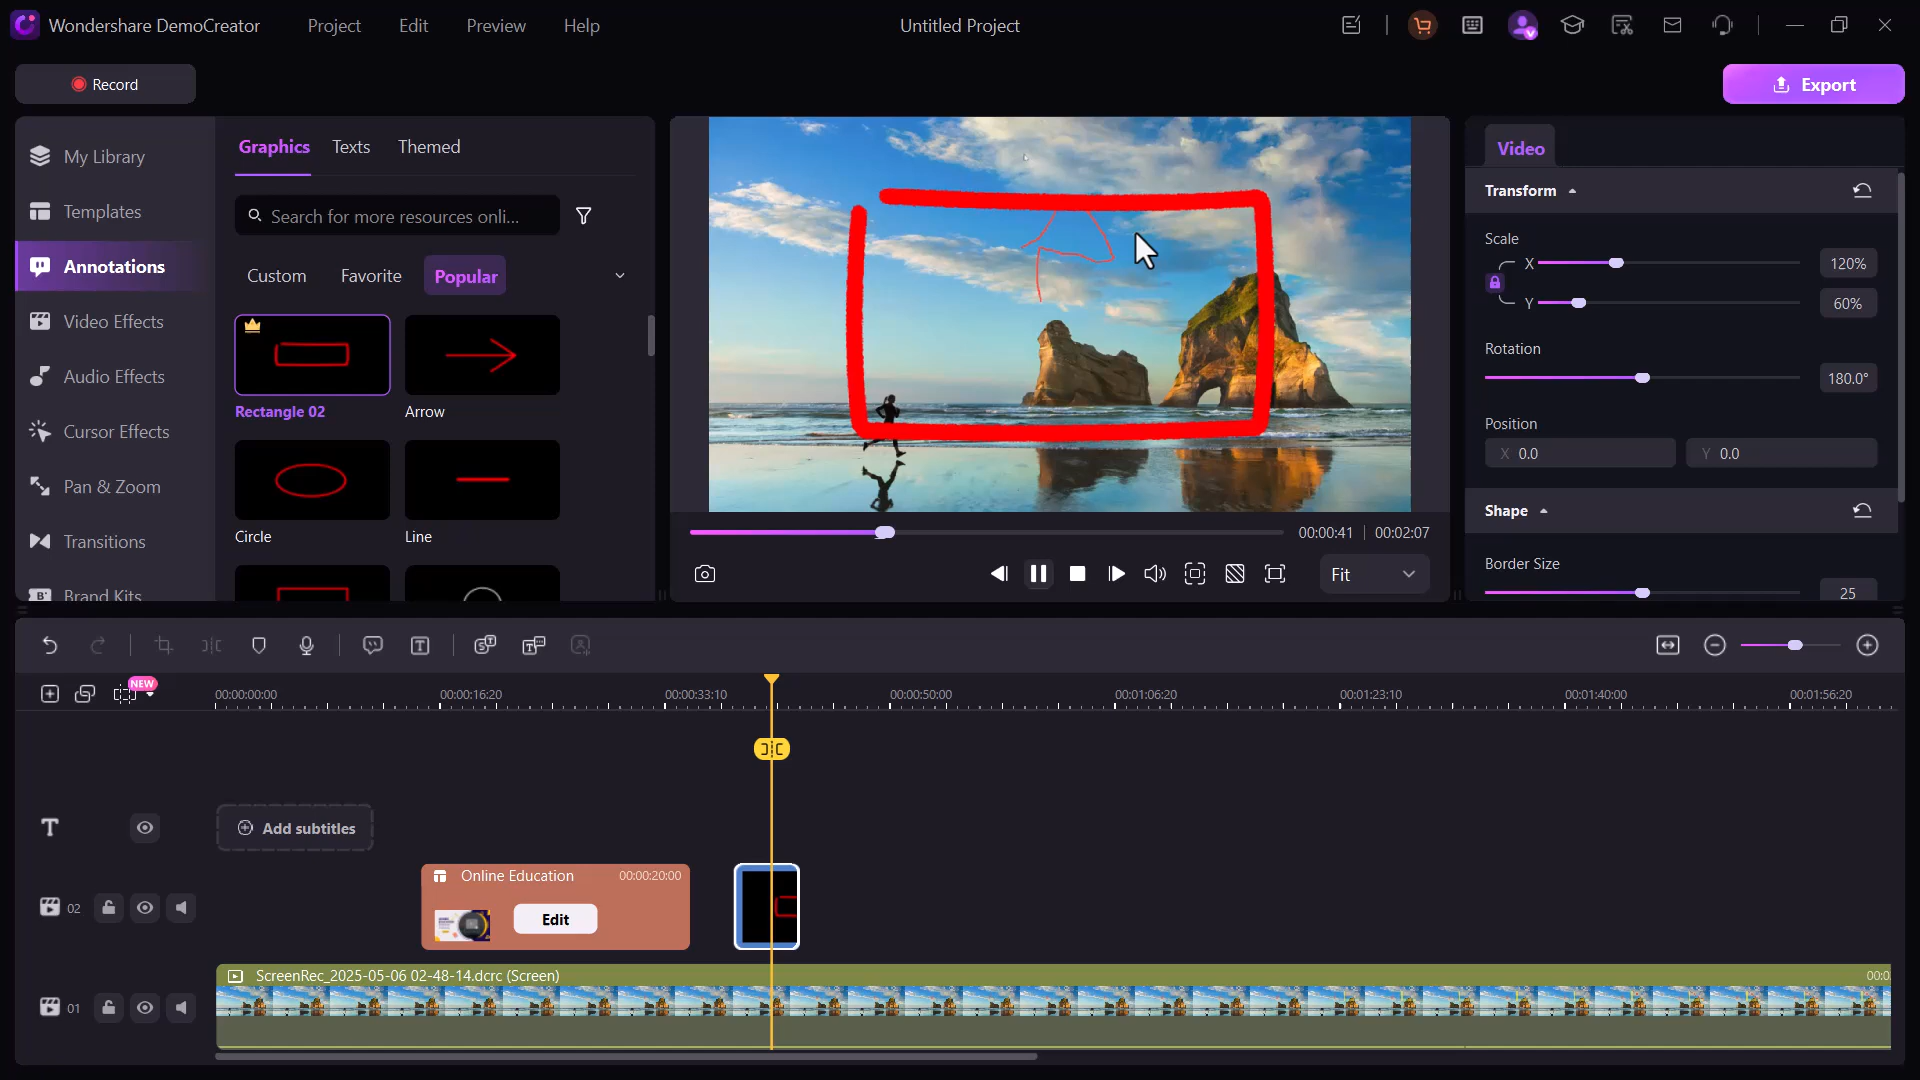 Wondershare DemoCreator
Project
Edit
Preview
Help
Untitled Project
Record
Export
My Library
Templates
Annotations
Video Effects
Audio Effects
Cursor Effects
Pan & Zoom
Transitions
Brand Kits
Graphics
Texts
Themed
Search for more resources onli...
Custom
Favorite
Popular
Rectangle 02
Arrow
Circle
Line
00:00:41 | 00:02:07
Fit
Video
Transform
Scale
X
120%
Y
60%
Rotation
180.0°
Position
X 0.0
Y 0.0
Shape
Border Size
25
NEW
00:00:00:00
00:00:16:20
00:00:33:10
00:00:50:00
00:01:06:20
00:01:23:10
00:01:40:00
00:01:56:20
T
Add subtitles
02
Online Education
00:00:20:00
Edit
01
ScreenRec_2025-05-06 02-48-14.dcrc (Screen)
00:0